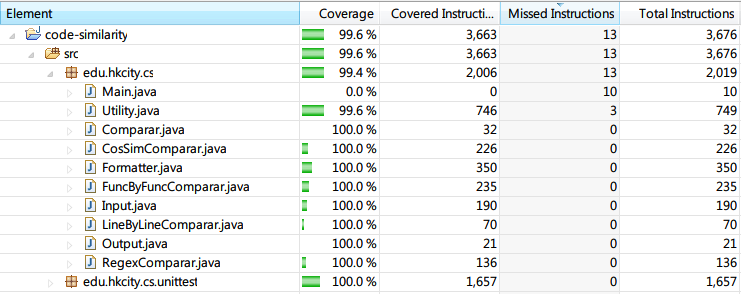 Element Coverage Covered Instructi... Missed Instructions Total Instructions
code-similarity 99.6 % 3,663 13 3,676
src 99.6 % 3,663 13 3,676
edu.hkcity.cs 99.4 % 2,006 13 2,019
Main.java 0.0 % 0 10 10
Utility.java 99.6 % 746 3 749
Comparar.java 100.0 % 32 0 32
CosSimComparar.java 100.0 % 226 0 226
Formatter.java 100.0 % 350 0 350
FuncByFuncComparar.java 100.0 % 235 0 235
Input.java 100.0 % 190 0 190
LineByLineComparar.java 100.0 % 70 0 70
Output.java 100.0 % 21 0 21
RegexComparar.java 100.0 % 136 0 136
edu.hkcity.cs.unittest 100.0 % 1,657 0 1,657